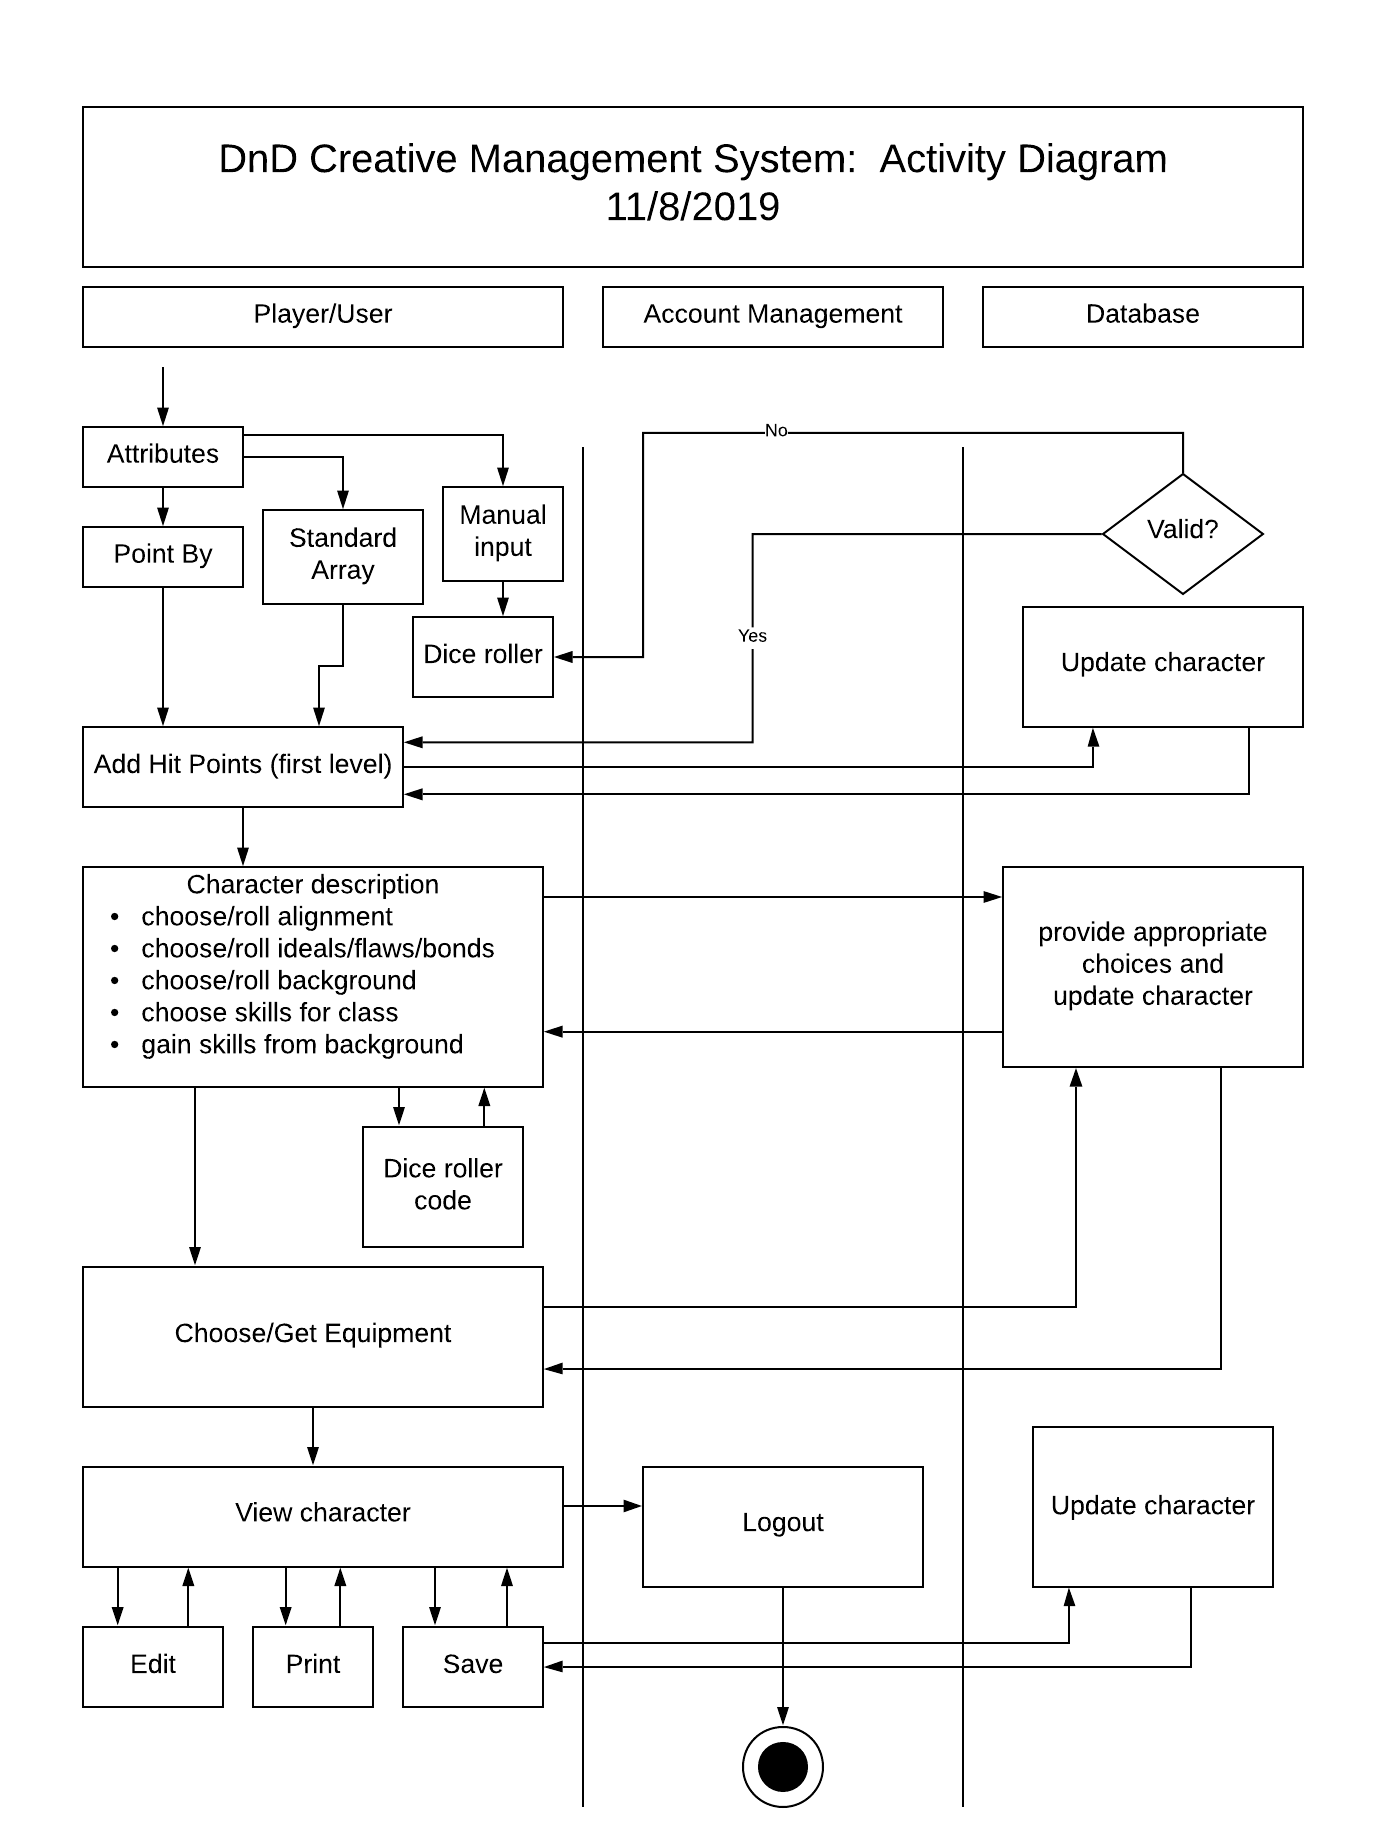 DnD Creative Management System:  Activity Diagram
11/8/2019
Player/User
Account Management
Database
No
Attributes
Manual
input
Standard
Array
Valid?
Point By
Yes
Dice roller
Update character
Add Hit Points (first level)
Character description
• choose/roll alignment
• choose/roll ideals/flaws/bonds
• choose/roll background
• choose skills for class
• gain skills from background
provide appropriate
choices and
update character
Dice roller
code
Choose/Get Equipment
View character
Logout
Update character
Edit
Print
Save